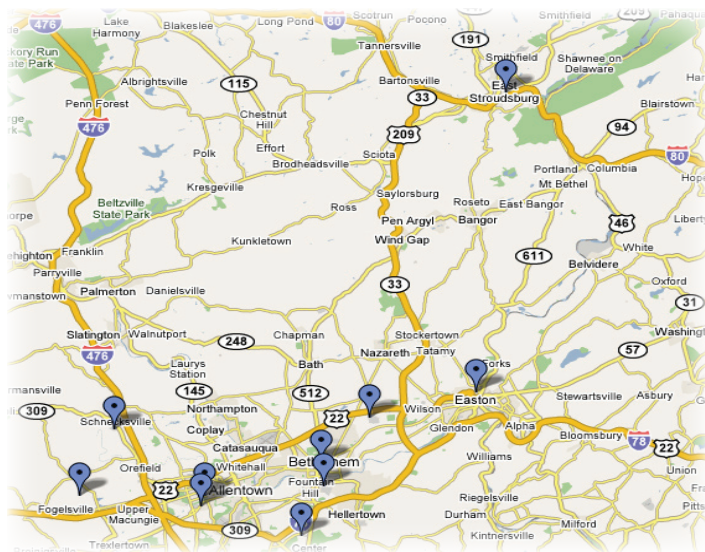 476
Lake
Harmony
Blakeslee
Long Pond
80
Scotrun
Pocono
Smithfield
209
Tannersville
191
Smithfield
Shawnee on
Delaware
Albrightsville
115
Bartonsville
33
East
Stroudsburg
Penn Forest
476
Chestnut
Hill
209
94
Blairstown
Effort
Polk
Brodheadsville
Sciota
80
Portland
Columbia
Kresgeville
Mt Bethel
Saylorsburg
Beltzville
State Park
Ross
Roseto
East Bangor
Pen Argyl
Bangor
46
Kunkletown
Wind Gap
Franklin
White
611
Parryville
Belvidere
33
Oxford
Palmerton
Danielsville
31
Slatington
Walnutport
Chapman
Stockertown
Washington
248
476
Bath
Nazareth
Tatamy
57
Laurys
Station
Forks
145
512
Stewartsville
Asbury
309
Northampton
22
Wilson
Easton
Schnecksville
Coplay
Glendon
Alpha
Bloomsbury
78
Catasauqua
22
Orefield
Whitehall
Bethlehem
Williams
Union
22
Allentown
Fountain
Hill
Riegelsville
Fogelsville
Upper
Macungie
Hellertown
Durham
Milford
309
Trexlertown
Center
Kintnersville